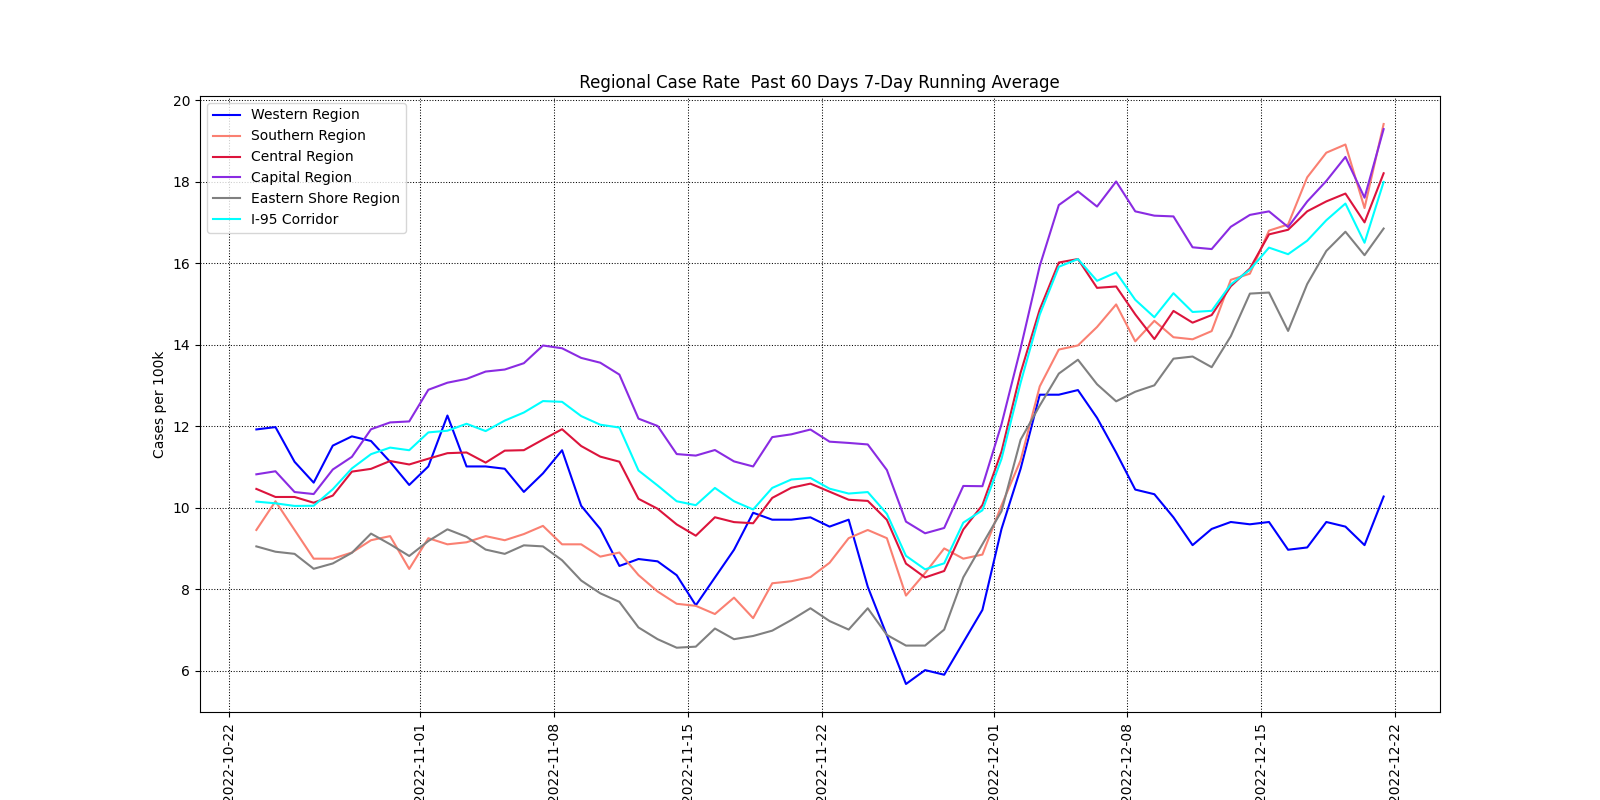 Regional Case Rate  Past 60 Days 7-Day Running Average
Western Region
Southern Region
Central Region
Capital Region
Eastern Shore Region
I-95 Corridor
Cases per 100k
20
18
16
14
12
10
8
6
2022-10-22
2022-11-01
2022-11-08
2022-11-15
2022-11-22
2022-12-01
2022-12-08
2022-12-15
2022-12-22